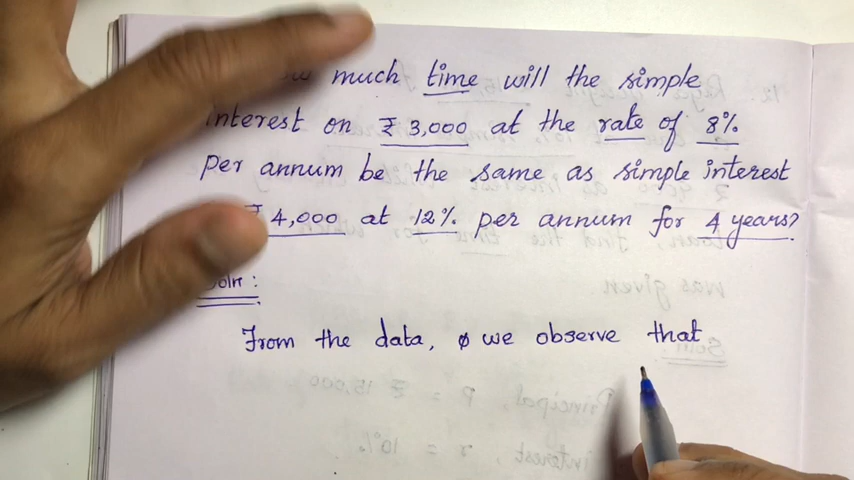 much time will the simple
interest on ₹ 3,000 at the rate of 8%
per annum be the same as simple interest
₹ 4,000 at 12% per annum for 4 years?
Soln:
From the data, we observe that